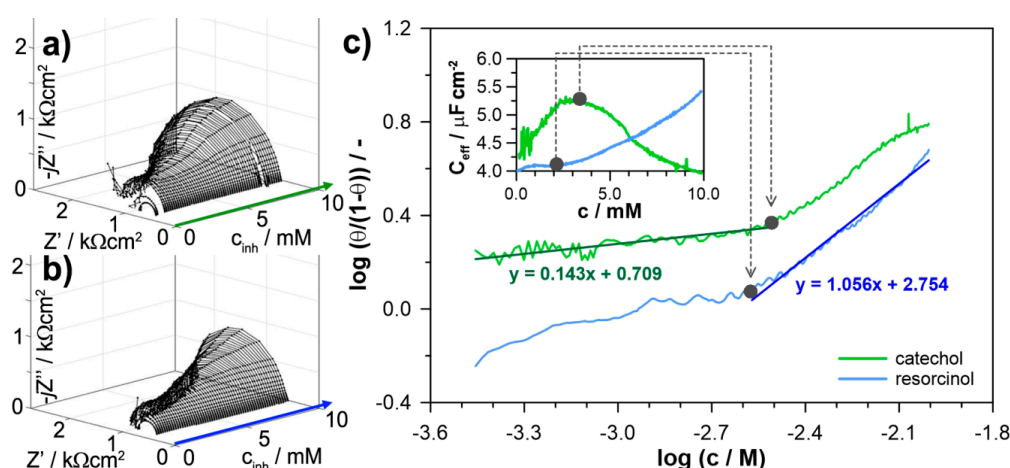 a)
-jZ'' / kΩcm²
2
1
0
2
1
0
Z' / kΩcm²
0
5
10
c_inh / mM
b)
-jZ'' / kΩcm²
2
1
0
2
1
0
Z' / kΩcm²
0
5
10
c_inh / mM
c)
log (θ/(1-θ)) / -
1.2
0.8
0.4
0.0
-0.4
-3.6
-3.3
-3.0
-2.7
-2.4
-2.1
-1.8
log (c / M)
C_eff / μF cm⁻²
6.0
5.5
5.0
4.5
4.0
0.0
5.0
10.0
c / mM
y = 0.143x + 0.709
y = 1.056x + 2.754
catechol
resorcinol